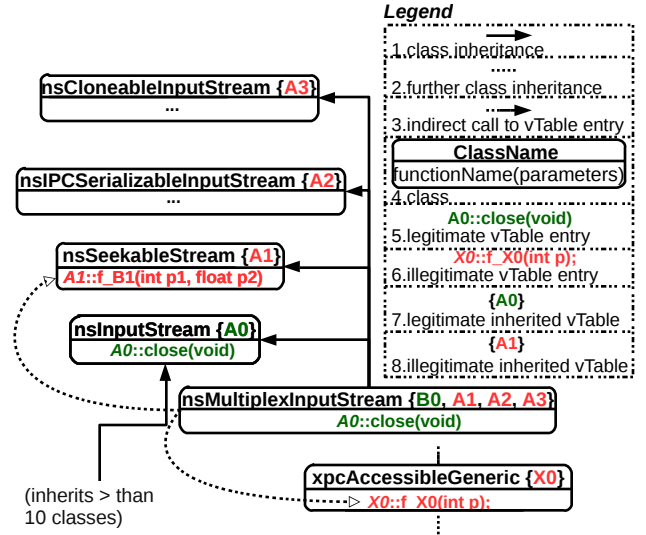 Legend
1.class inheritance
.....
2.further class inheritance
3.indirect call to vTable entry
ClassName
functionName(parameters)
4.class
A0::close(void)
5.legitimate vTable entry
X0::f_X0(int p);
6.illegitimate vTable entry
{A0}
7.legitimate inherited vTable
{A1}
8.illegitimate inherited vTable
nsCloneableInputStream {A3}
...
nsIPCSerializableInputStream {A2}
...
nsSeekableStream {A1}
A1::f_B1(int p1, float p2)
nsInputStream {A0}
A0::close(void)
nsMultiplexInputStream {B0, A1, A2, A3}
A0::close(void)
xpcAccessibleGeneric {X0}
X0::f_X0(int p);
(inherits > than
10 classes)